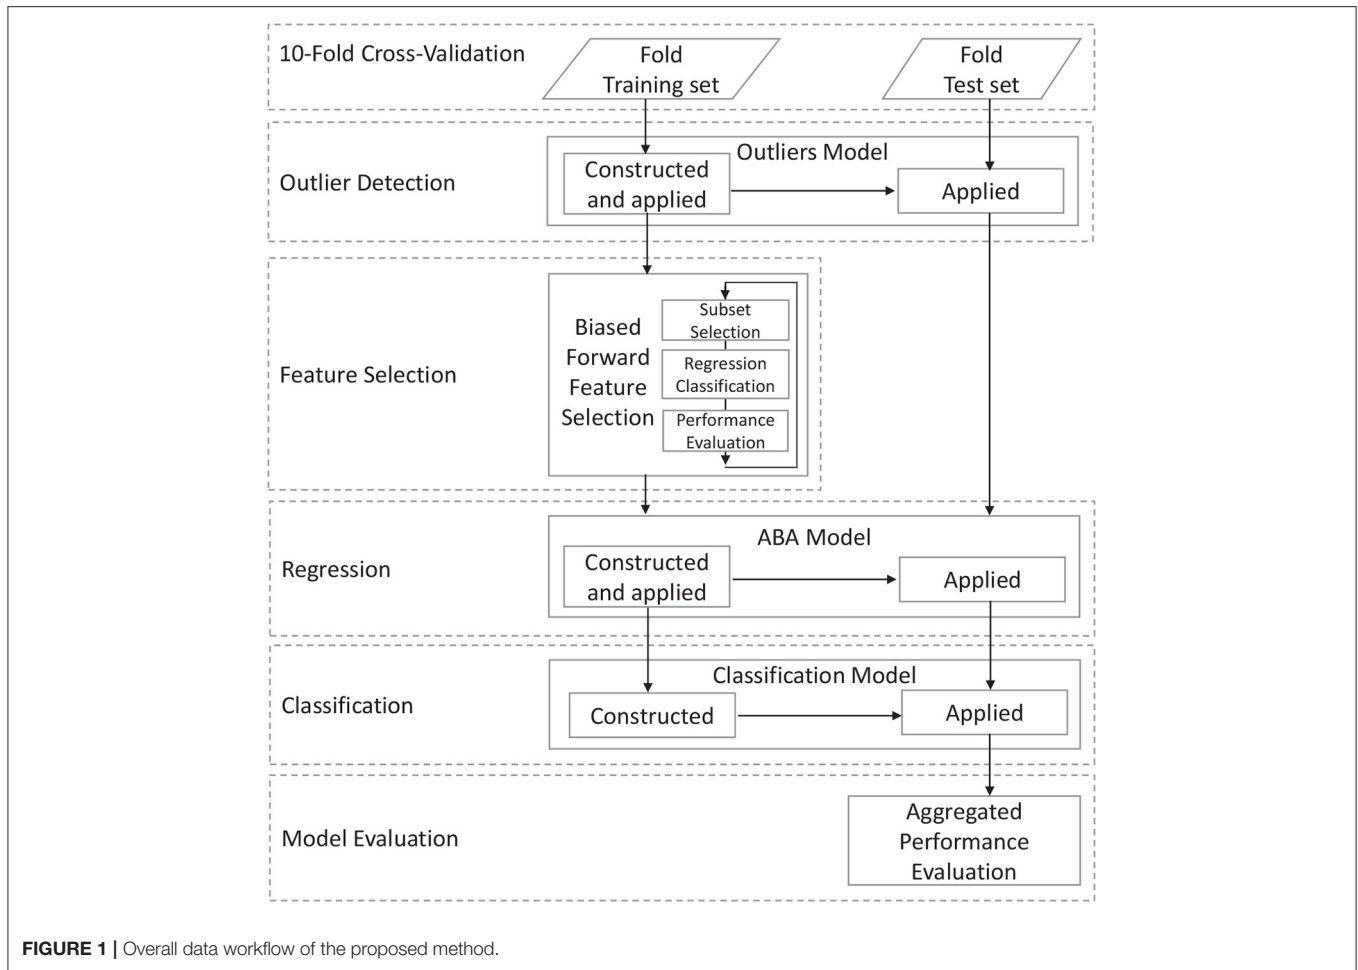 10-Fold Cross-Validation
Fold
Training set
Fold
Test set
Outlier Detection
Outliers Model
Constructed
and applied
Applied
Feature Selection
Biased
Forward
Feature
Selection
Subset
Selection
Regression
Classification
Performance
Evaluation
Regression
ABA Model
Constructed
and applied
Applied
Classification
Classification Model
Constructed
Applied
Model Evaluation
Aggregated
Performance
Evaluation
FIGURE 1 | Overall data workflow of the proposed method.